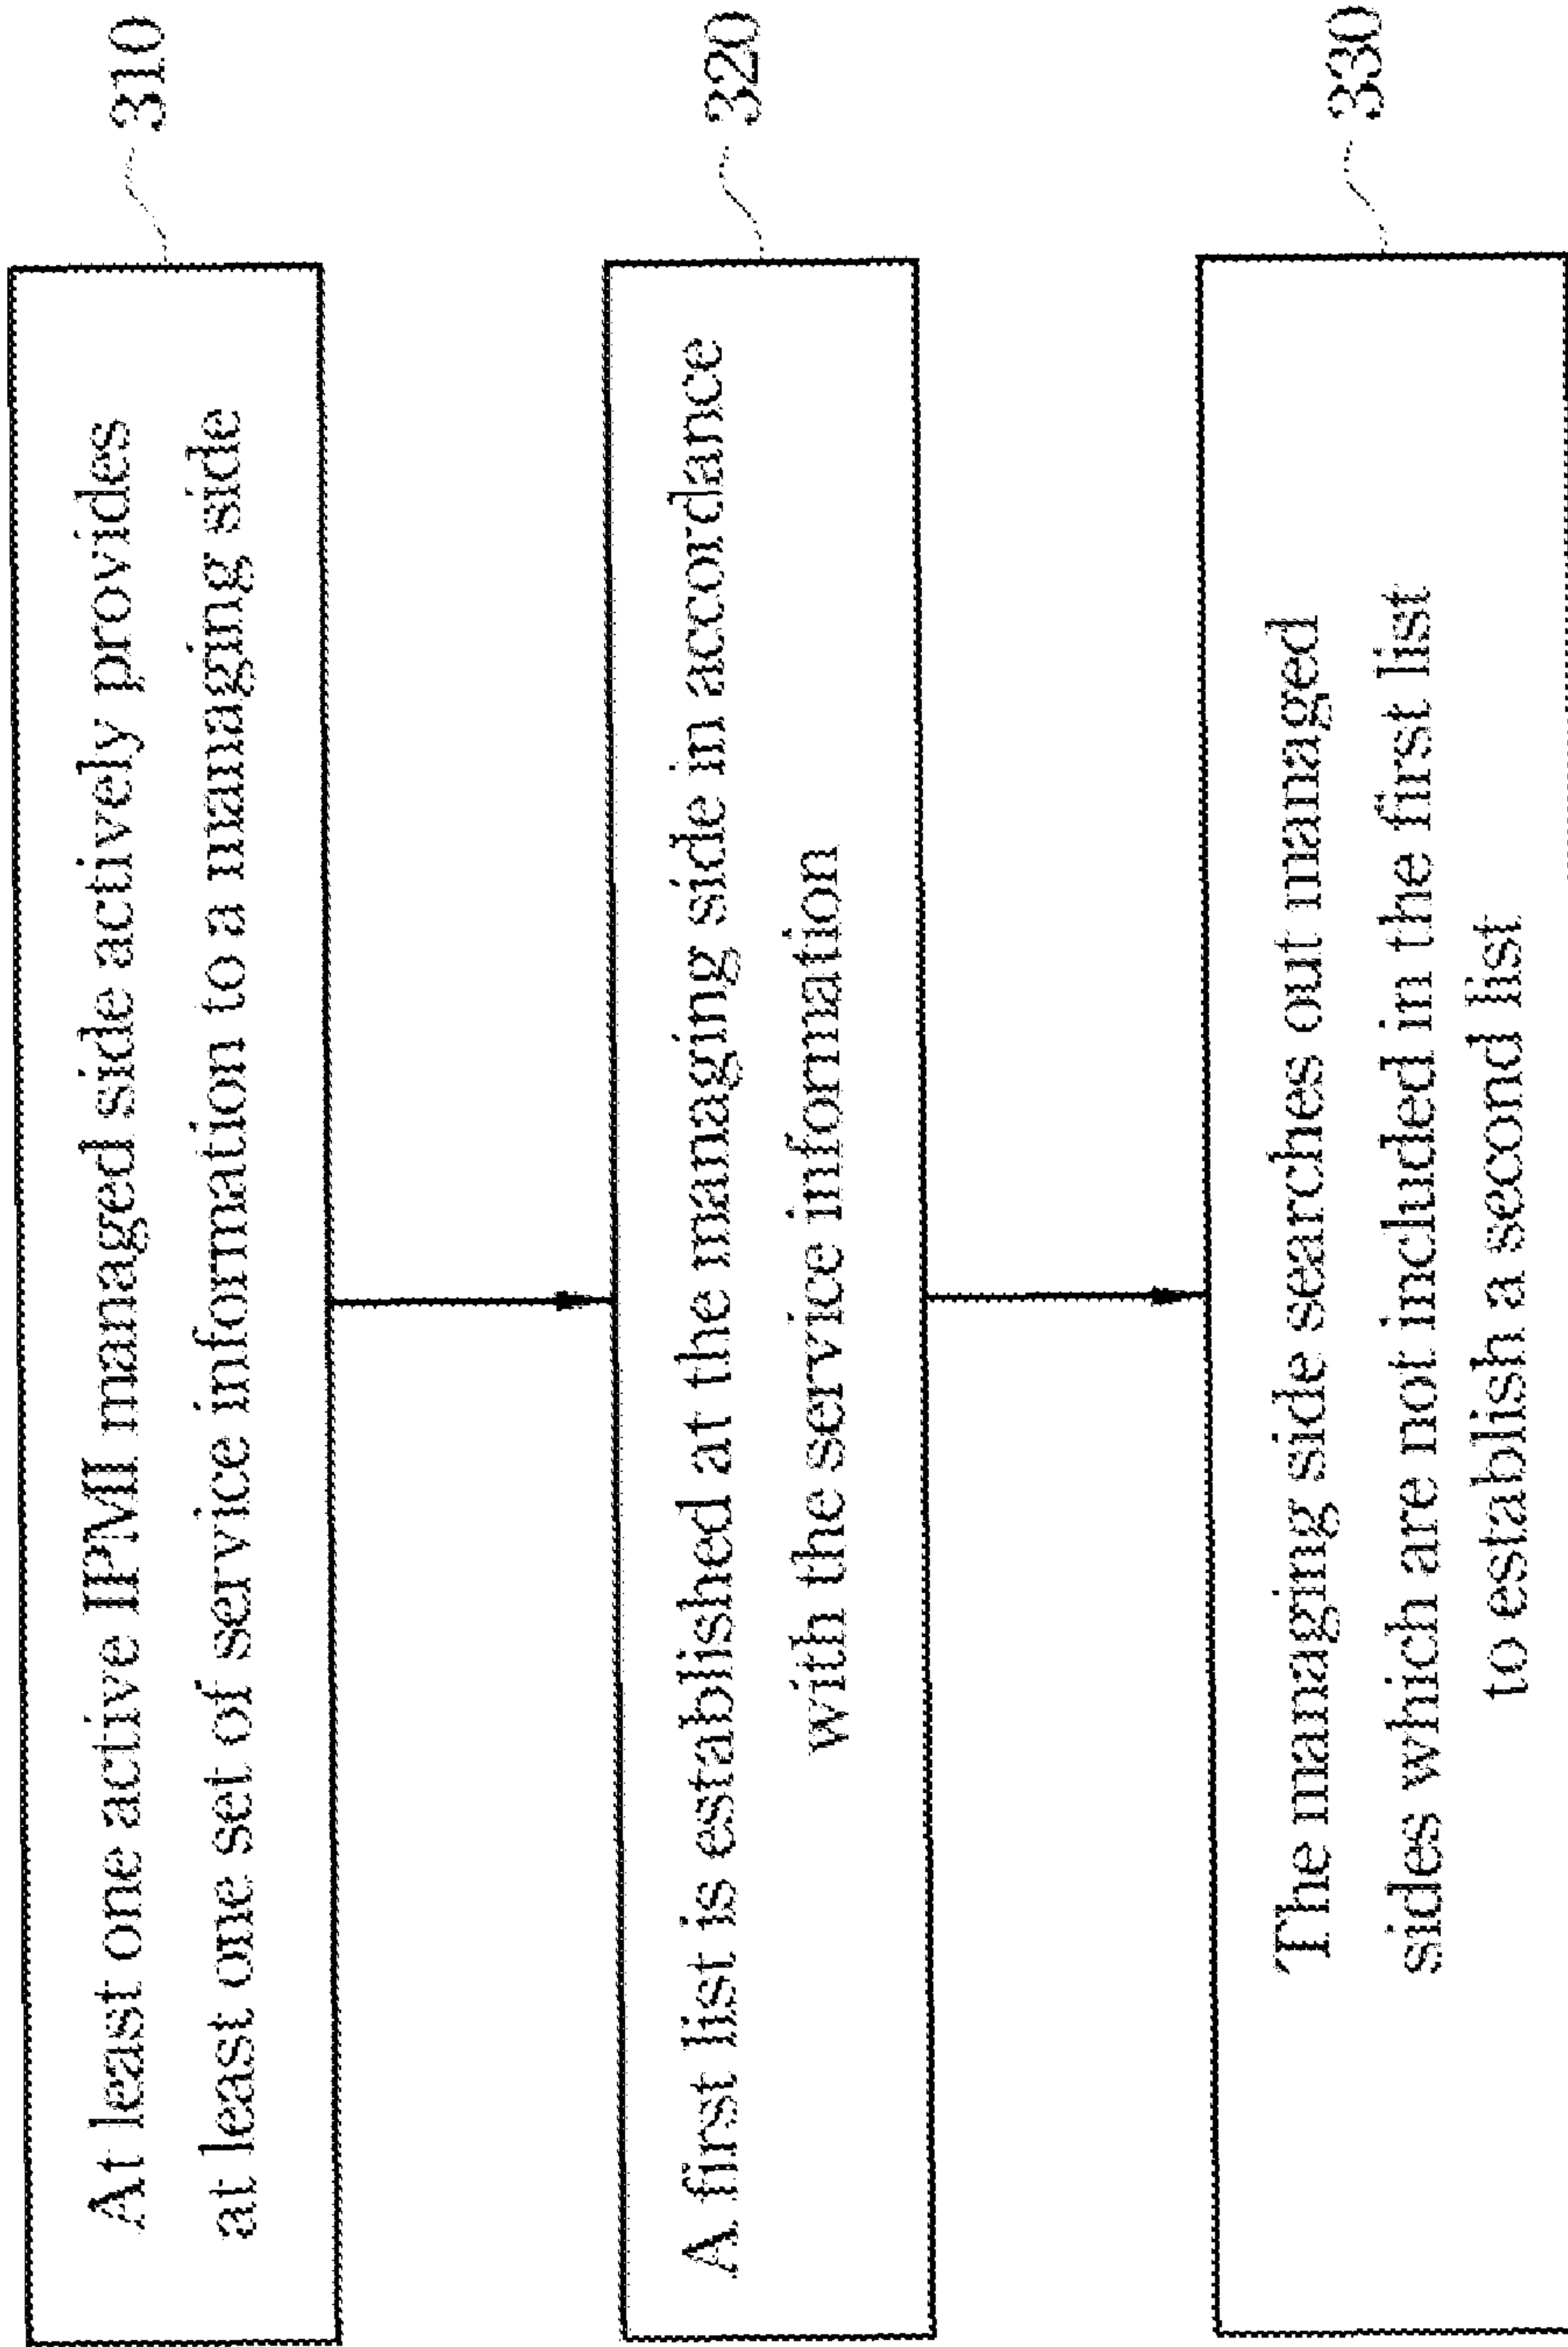 At least one active IPMI managed side actively provides
at least one set of service information to a managing side
310
A first list is established at the managing side in accordance
with the service information
320
The managing side searches out managed
sides which are not included in the first list
to establish a second list
330